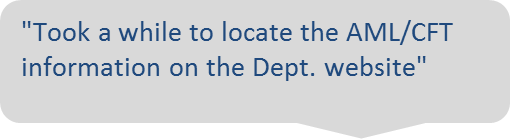 "Took a while to locate the AML/CFT
information on the Dept. website"